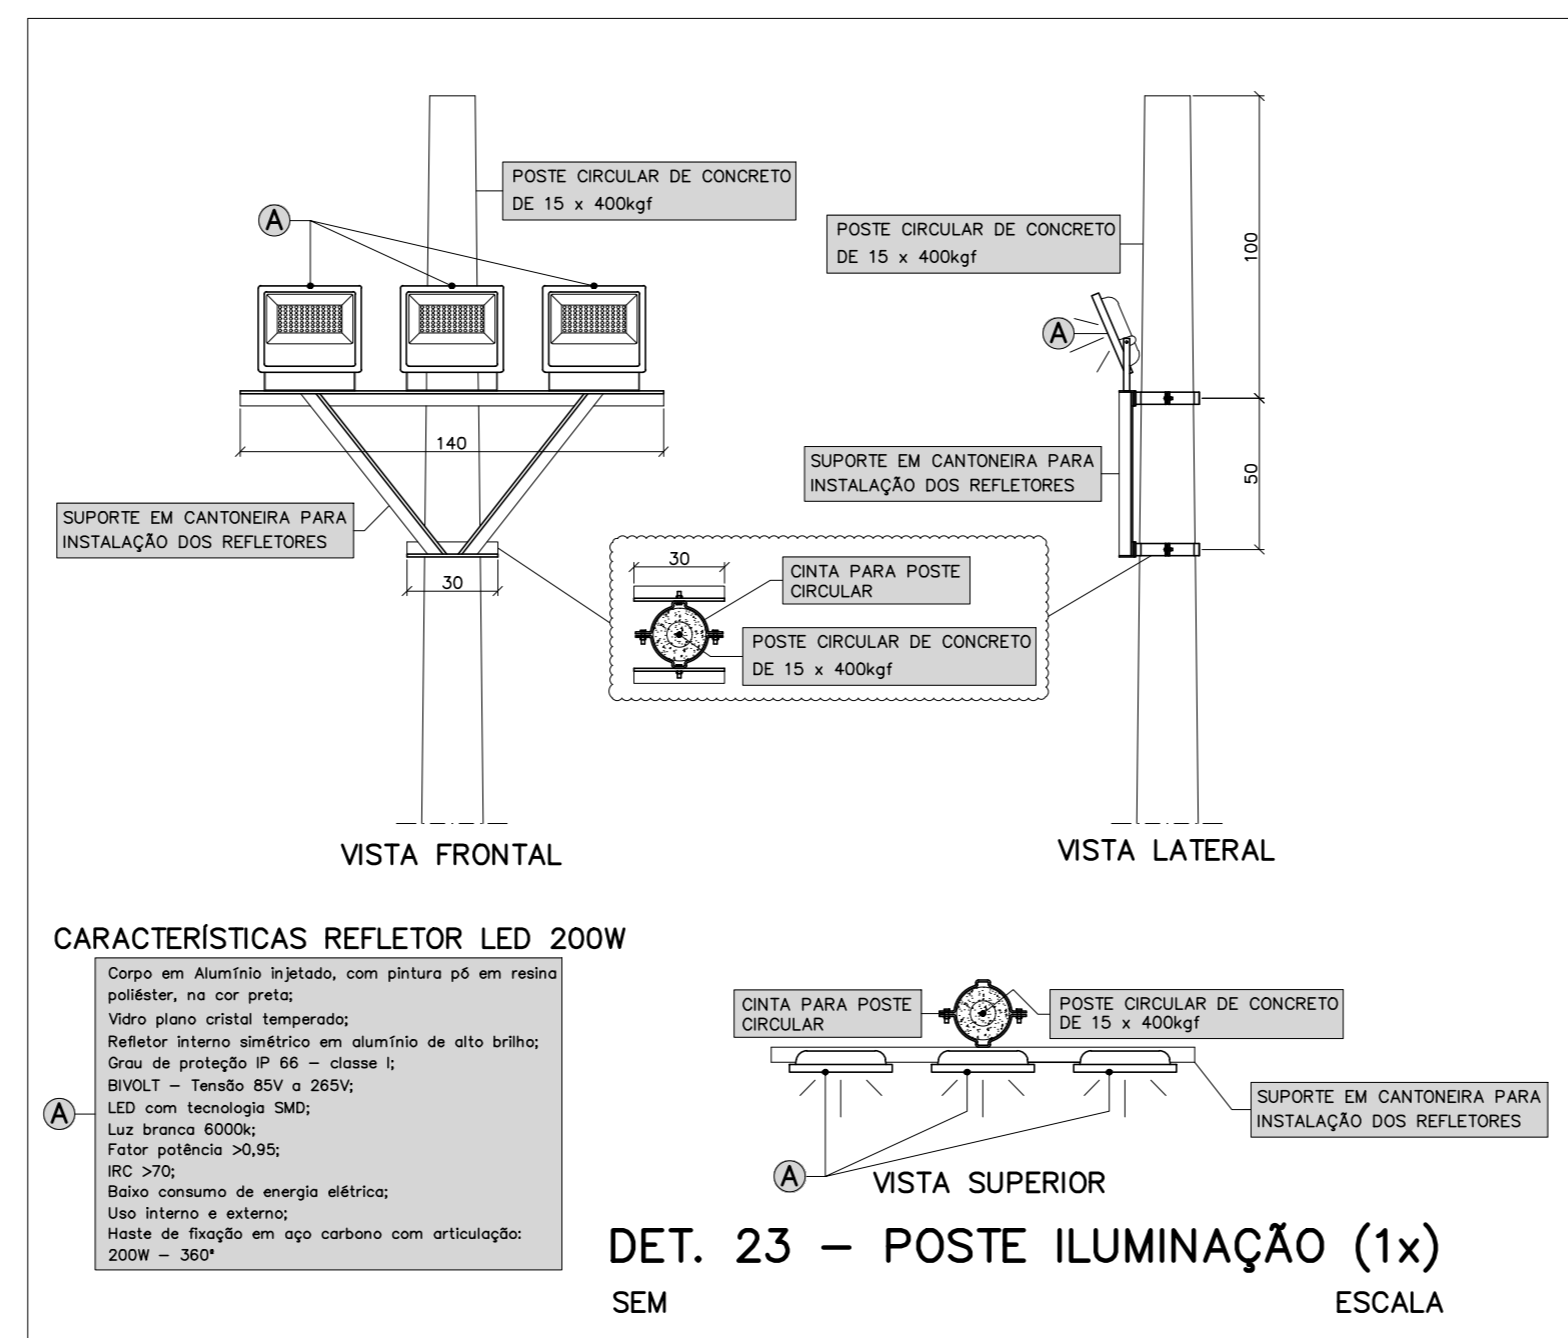 POSTE CIRCULAR DE CONCRETO
DE 15 x 400kgf
A
140
SUPORTE EM CANTONEIRA PARA
INSTALAÇÃO DOS REFLETORES
30
VISTA FRONTAL
30
CINTA PARA POSTE
CIRCULAR
POSTE CIRCULAR DE CONCRETO
DE 15 x 400kgf
POSTE CIRCULAR DE CONCRETO
DE 15 x 400kgf
A
100
SUPORTE EM CANTONEIRA PARA
INSTALAÇÃO DOS REFLETORES
50
VISTA LATERAL
CARACTERÍSTICAS REFLETOR LED 200W
A
Corpo em Alumínio injetado, com pintura pó em resina
poliéster, na cor preta;
Vidro plano cristal temperado;
Refletor interno simétrico em alumínio de alto brilho;
Grau de proteção IP 66 – classe I;
BIVOLT – Tensão 85V a 265V;
LED com tecnologia SMD;
Luz branca 6000k;
Fator potência >0,95;
IRC >70;
Baixo consumo de energia elétrica;
Uso interno e externo;
Haste de fixação em aço carbono com articulação:
200W – 360°
CINTA PARA POSTE
CIRCULAR
POSTE CIRCULAR DE CONCRETO
DE 15 x 400kgf
SUPORTE EM CANTONEIRA PARA
INSTALAÇÃO DOS REFLETORES
A
VISTA SUPERIOR
DET. 23 – POSTE ILUMINAÇÃO (1x)
SEM ESCALA